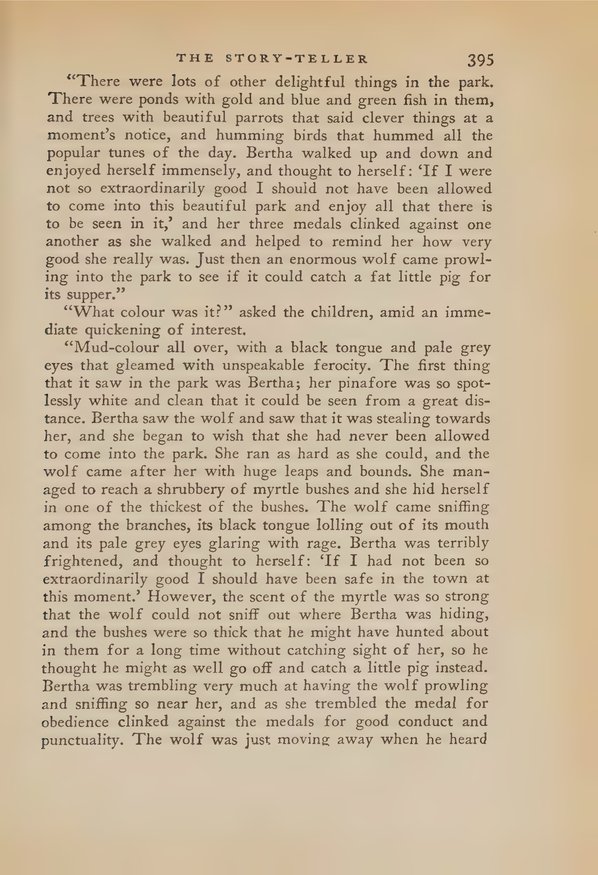 THE STORY-TELLER 395
“There were lots of other delightful things in the park.
There were ponds with gold and blue and green fish in them,
and trees with beautiful parrots that said clever things at a
moment’s notice, and humming birds that hummed all the
popular tunes of the day. Bertha walked up and down and
enjoyed herself immensely, and thought to herself: ‘If I were
not so extraordinarily good I should not have been allowed
to come into this beautiful park and enjoy all that there is
to be seen in it,’ and her three medals clinked against one
another as she walked and helped to remind her how very
good she really was. Just then an enormous wolf came prowl-
ing into the park to see if it could catch a fat little pig for
its supper.”
“What colour was it?” asked the children, amid an imme-
diate quickening of interest.
“Mud-colour all over, with a black tongue and pale grey
eyes that gleamed with unspeakable ferocity. The first thing
that it saw in the park was Bertha; her pinafore was so spot-
lessly white and clean that it could be seen from a great dis-
tance. Bertha saw the wolf and saw that it was stealing towards
her, and she began to wish that she had never been allowed
to come into the park. She ran as hard as she could, and the
wolf came after her with huge leaps and bounds. She man-
aged to reach a shrubbery of myrtle bushes and she hid herself
in one of the thickest of the bushes. The wolf came sniffing
among the branches, its black tongue lolling out of its mouth
and its pale grey eyes glaring with rage. Bertha was terribly
frightened, and thought to herself: ‘If I had not been so
extraordinarily good I should have been safe in the town at
this moment.’ However, the scent of the myrtle was so strong
that the wolf could not sniff out where Bertha was hiding,
and the bushes were so thick that he might have hunted about
in them for a long time without catching sight of her, so he
thought he might as well go off and catch a little pig instead.
Bertha was trembling very much at having the wolf prowling
and sniffing so near her, and as she trembled the medal for
obedience clinked against the medals for good conduct and
punctuality. The wolf was just moving away when he heard